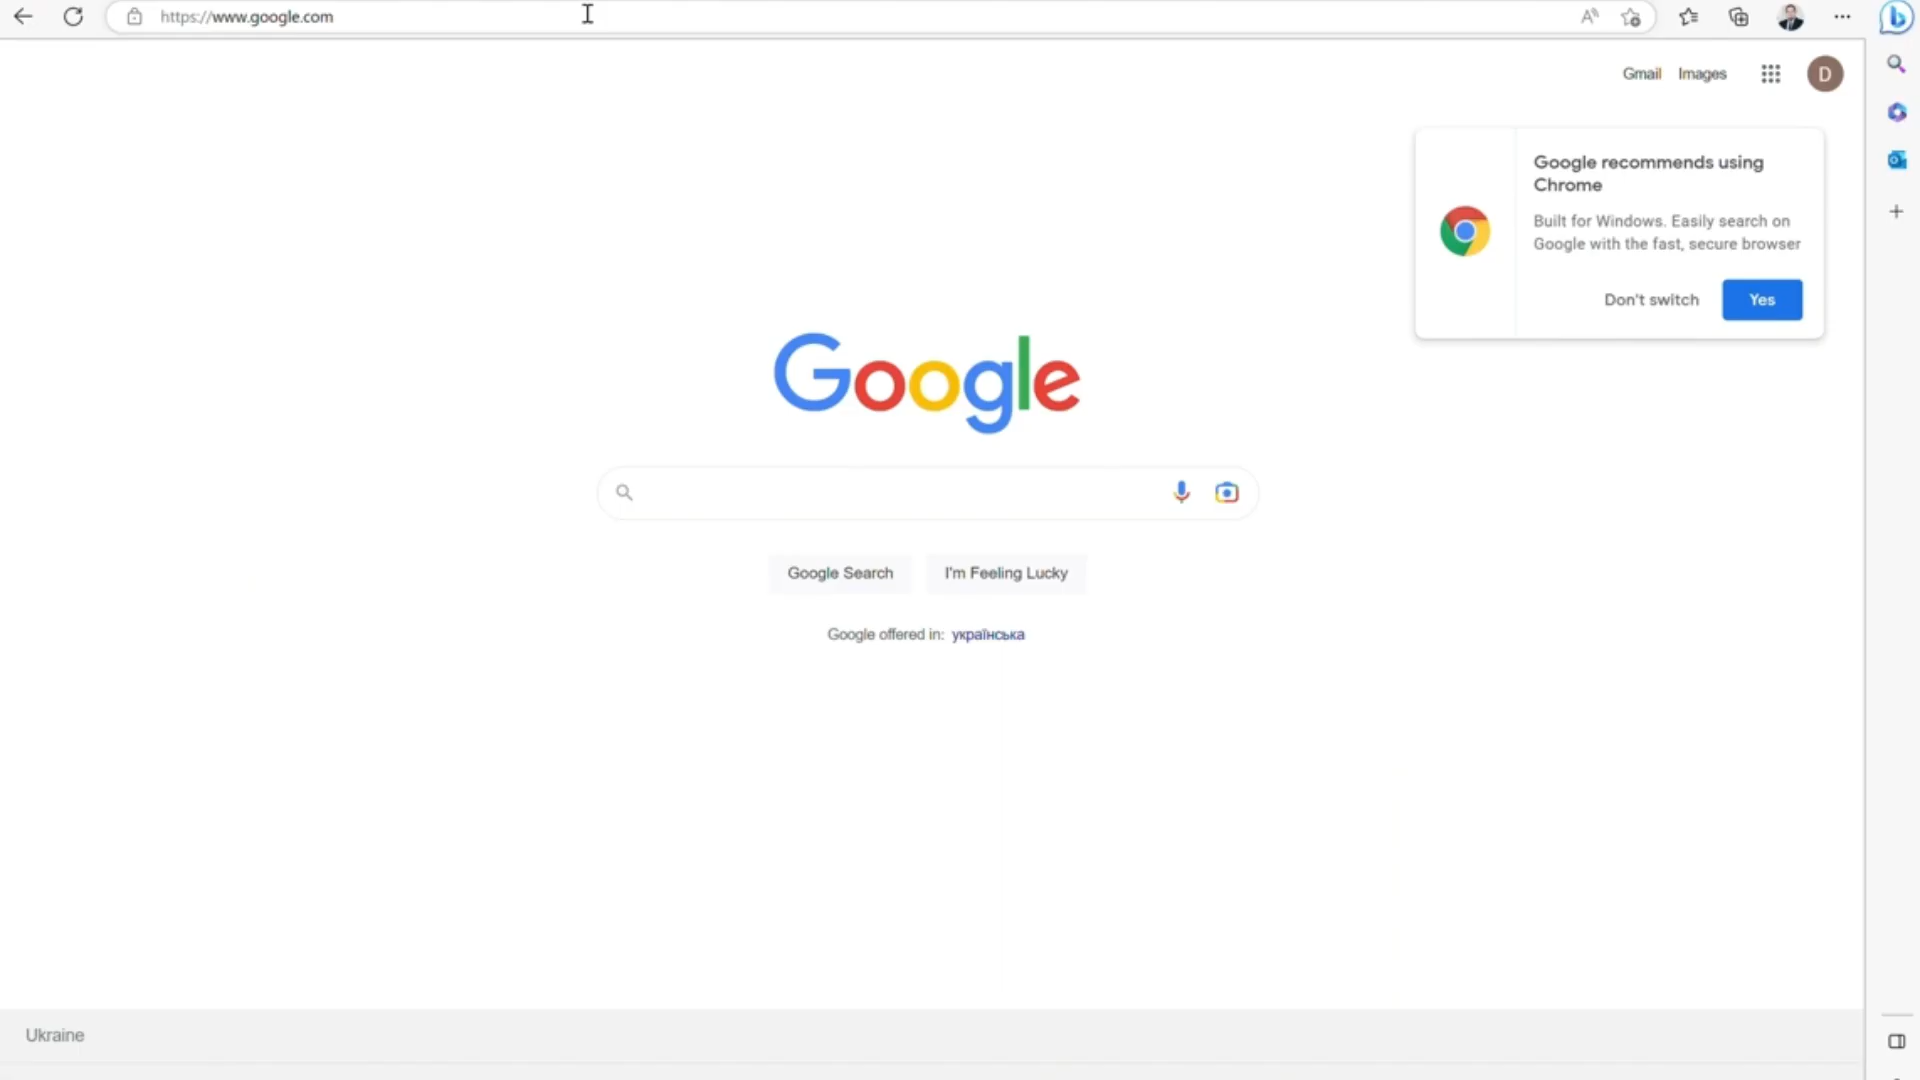 https://www.google.com
Gmail Images
D
Google recommends using
Chrome
Built for Windows. Easily search on
Google with the fast, secure browser
Don't switch Yes
Google
Google Search I'm Feeling Lucky
Google offered in: українська
Ukraine